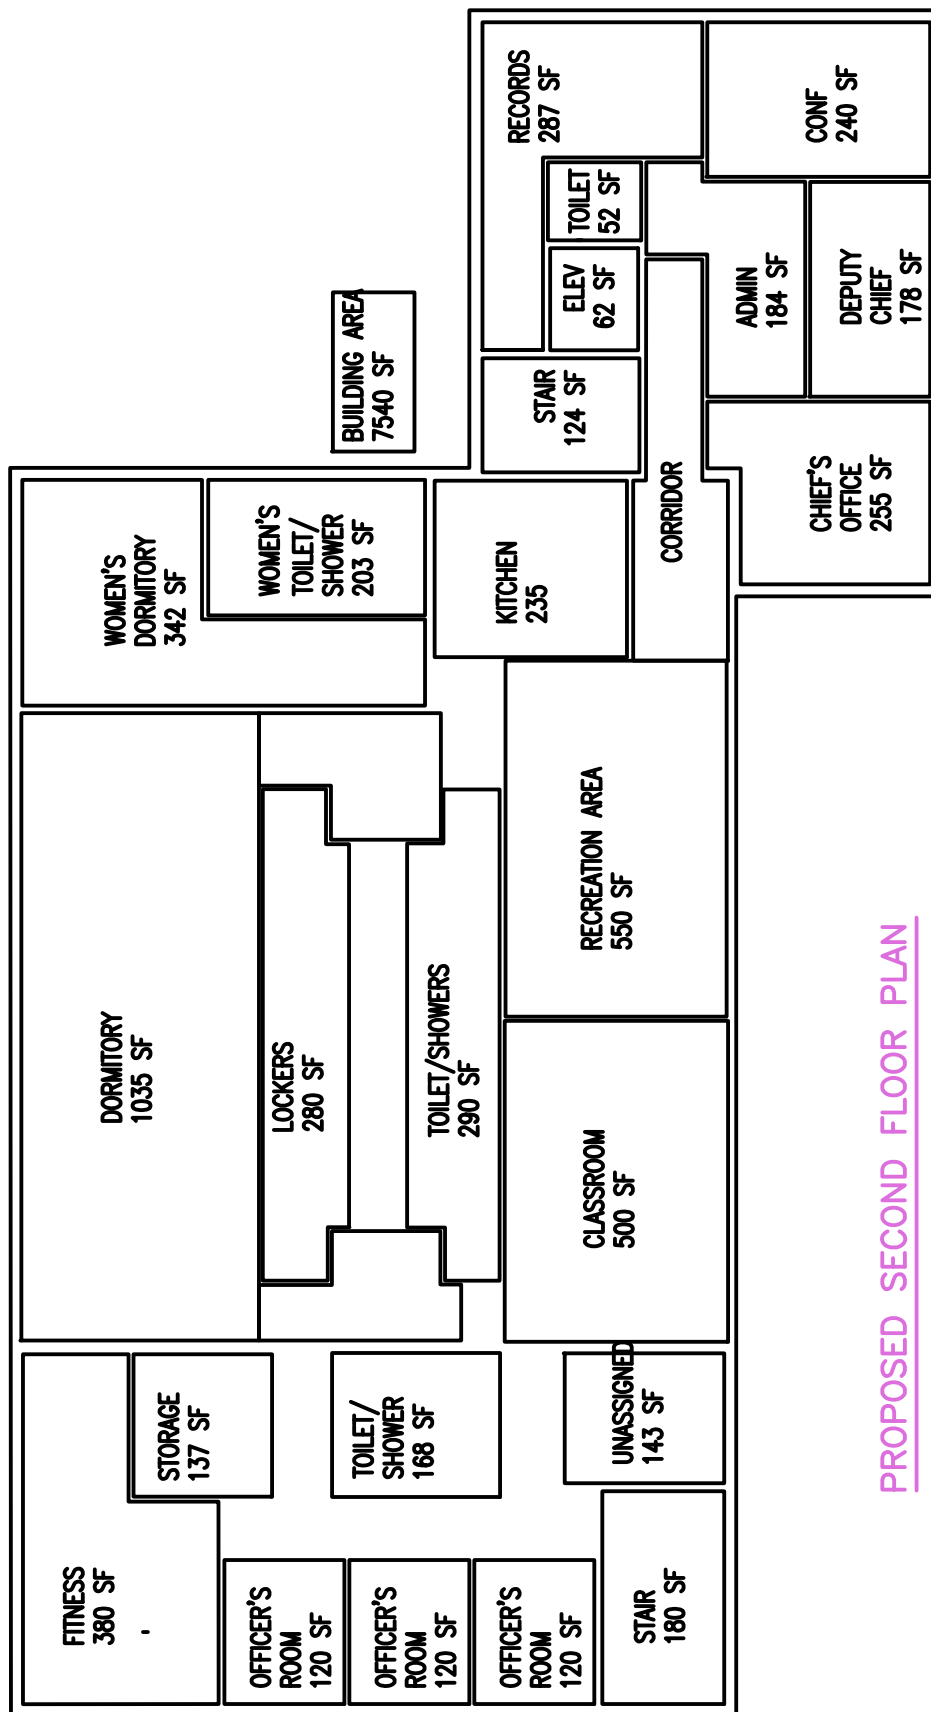 RECORDS
287 SF
CONF
240 SF
TOILET
52 SF
ELEV
62 SF
ADMIN
184 SF
DEPUTY
CHIEF
178 SF
BUILDING AREA
7540 SF
STAIR
124 SF
CHIEF'S
OFFICE
255 SF
CORRIDOR
WOMEN'S
DORMITORY
342 SF
WOMEN'S
TOILET/
SHOWER
203 SF
KITCHEN
235
RECREATION AREA
550 SF
DORMITORY
1035 SF
LOCKERS
280 SF
TOILET/SHOWERS
290 SF
CLASSROOM
500 SF
STORAGE
137 SF
TOILET/
SHOWER
168 SF
UNASSIGNED
143 SF
FITNESS
380 SF
OFFICER'S
ROOM
120 SF
OFFICER'S
ROOM
120 SF
OFFICER'S
ROOM
120 SF
STAIR
180 SF
PROPOSED SECOND FLOOR PLAN